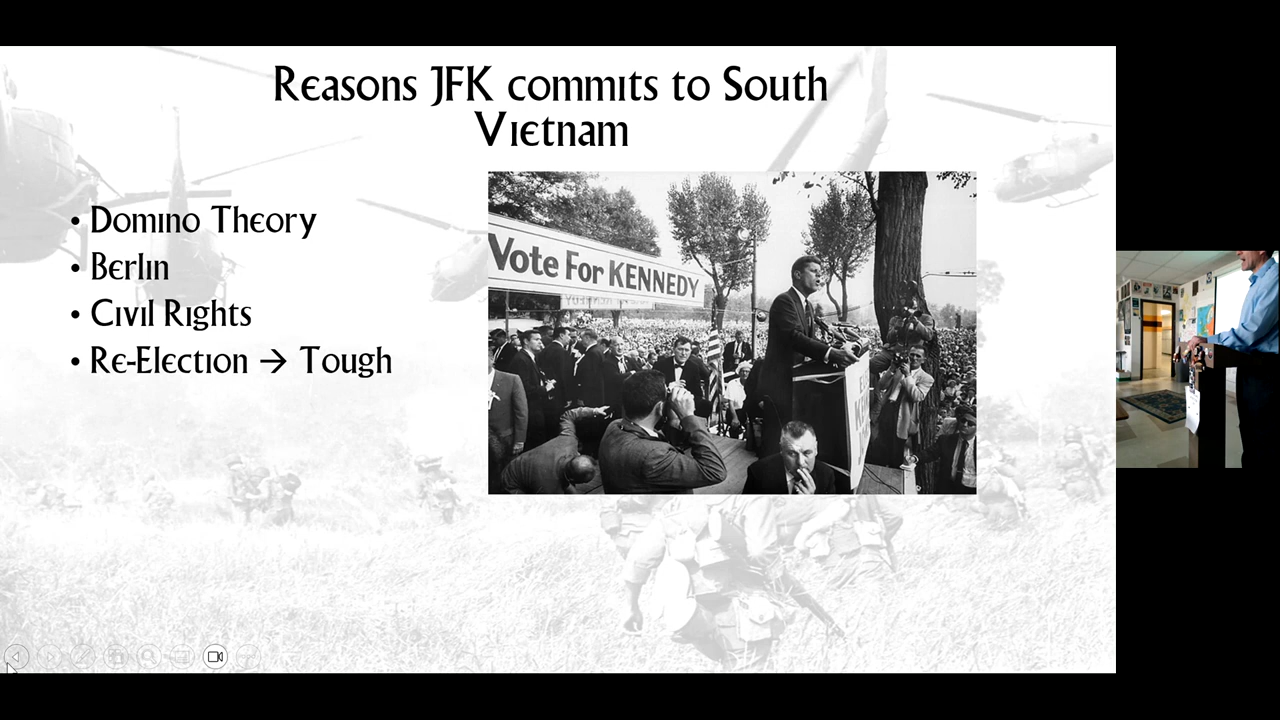 Reasons JFK commits to South
Vietnam
• Domino Theory
• Berlin
• Civil Rights
• Re-Election → Tough
Vote For KENNEDY